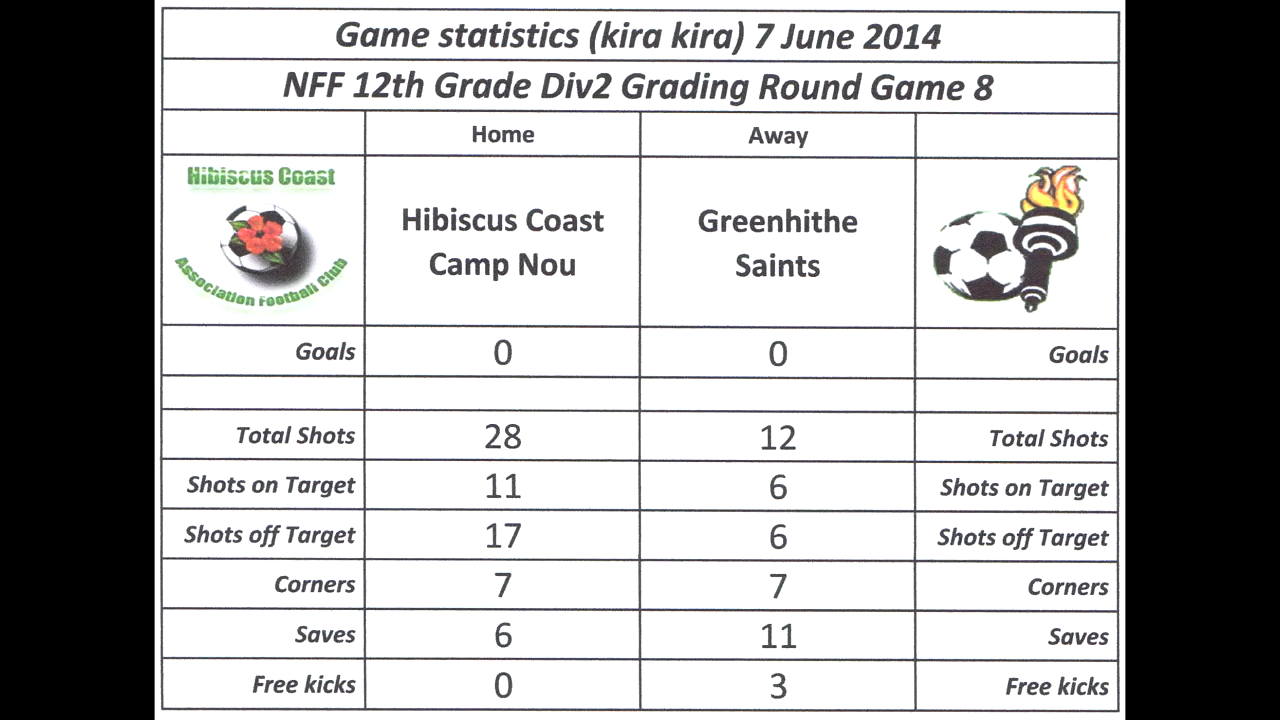 Game statistics (kira kira) 7 June 2014
NFF 12th Grade Div2 Grading Round Game 8
Home Away
Hibiscus Coast
Association Football Club
Hibiscus Coast
Camp Nou
Greenhithe
Saints
Goals 0 0 Goals
Total Shots 28 12 Total Shots
Shots on Target 11 6 Shots on Target
Shots off Target 17 6 Shots off Target
Corners 7 7 Corners
Saves 6 11 Saves
Free kicks 0 3 Free kicks